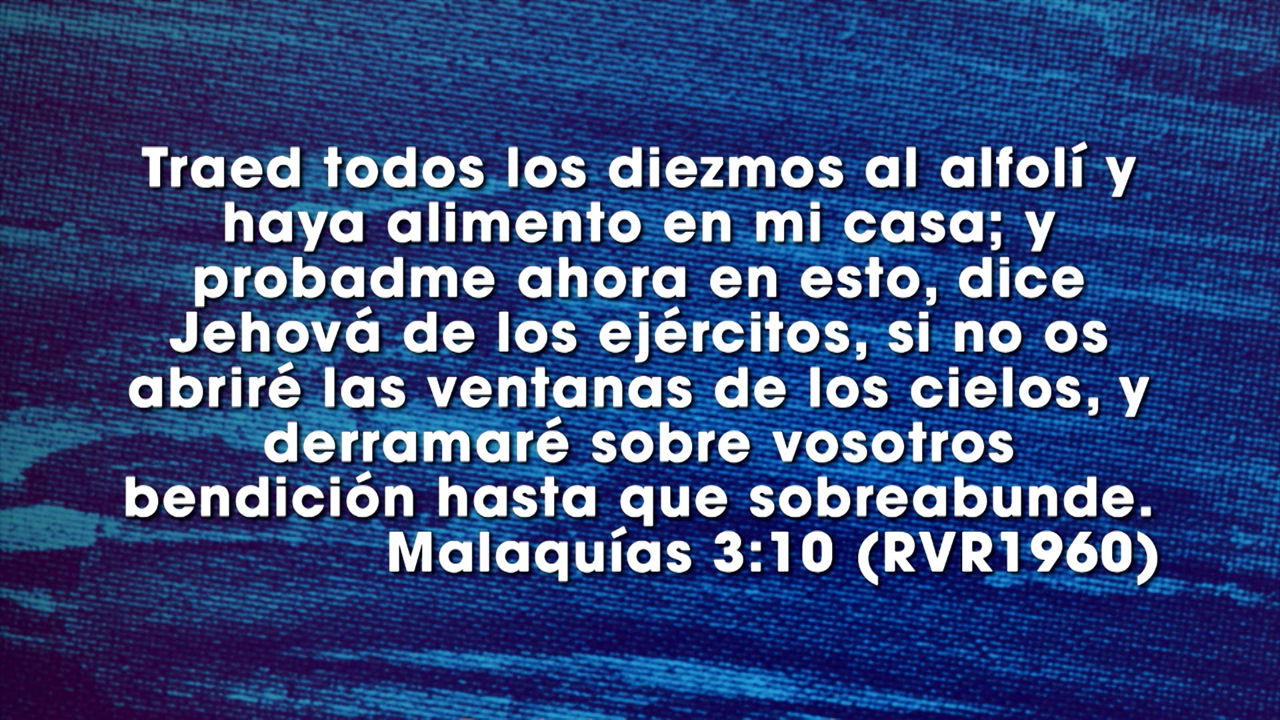 Traed todos los diezmos al alfolí y
haya alimento en mi casa; y
probadme ahora en esto, dice
Jehová de los ejércitos, si no os
abriré las ventanas de los cielos, y
derramaré sobre vosotros
bendición hasta que sobreabunde.
Malaquías 3:10 (RVR1960)